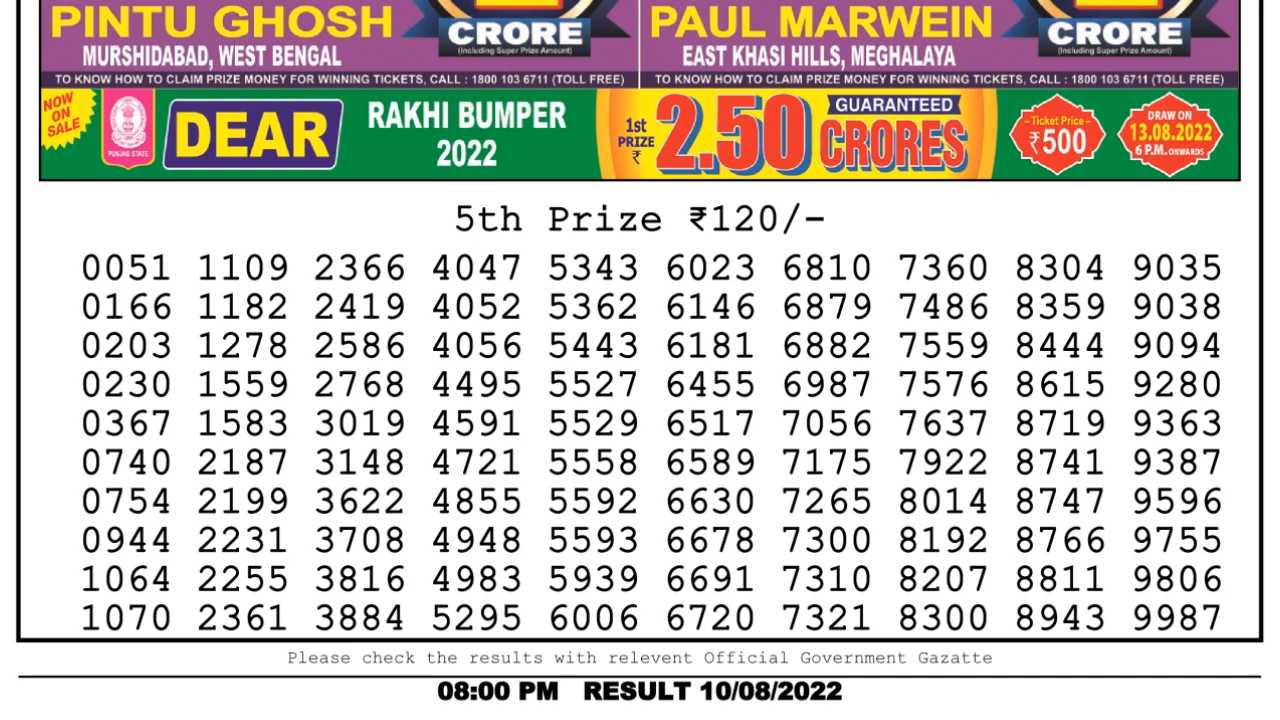 PINTU GHOSH
MURSHIDABAD, WEST BENGAL
CRORE
(Including Super Prize Amount)
PAUL MARWEIN
EAST KHASI HILLS, MEGHALAYA
CRORE
(Including Super Prize Amount)
TO KNOW HOW TO CLAIM PRIZE MONEY FOR WINNING TICKETS, CALL : 1800 103 6711 (TOLL FREE)
TO KNOW HOW TO CLAIM PRIZE MONEY FOR WINNING TICKETS, CALL : 1800 103 6711 (TOLL FREE)
NOW
ON
SALE
PUNJAB STATE
DEAR
RAKHI BUMPER
2022
1st
PRIZE
₹
2.50
GUARANTEED
CRORES
Ticket Price
₹500
DRAW ON
13.08.2022
6 P.M. ONWARDS
5th Prize ₹120/-
0051 1109 2366 4047 5343 6023 6810 7360 8304 9035
0166 1182 2419 4052 5362 6146 6879 7486 8359 9038
0203 1278 2586 4056 5443 6181 6882 7559 8444 9094
0230 1559 2768 4495 5527 6455 6987 7576 8615 9280
0367 1583 3019 4591 5529 6517 7056 7637 8719 9363
0740 2187 3148 4721 5558 6589 7175 7922 8741 9387
0754 2199 3622 4855 5592 6630 7265 8014 8747 9596
0944 2231 3708 4948 5593 6678 7300 8192 8766 9755
1064 2255 3816 4983 5939 6691 7310 8207 8811 9806
1070 2361 3884 5295 6006 6720 7321 8300 8943 9987
Please check the results with relevent Official Government Gazatte
08:00 PM RESULT 10/08/2022